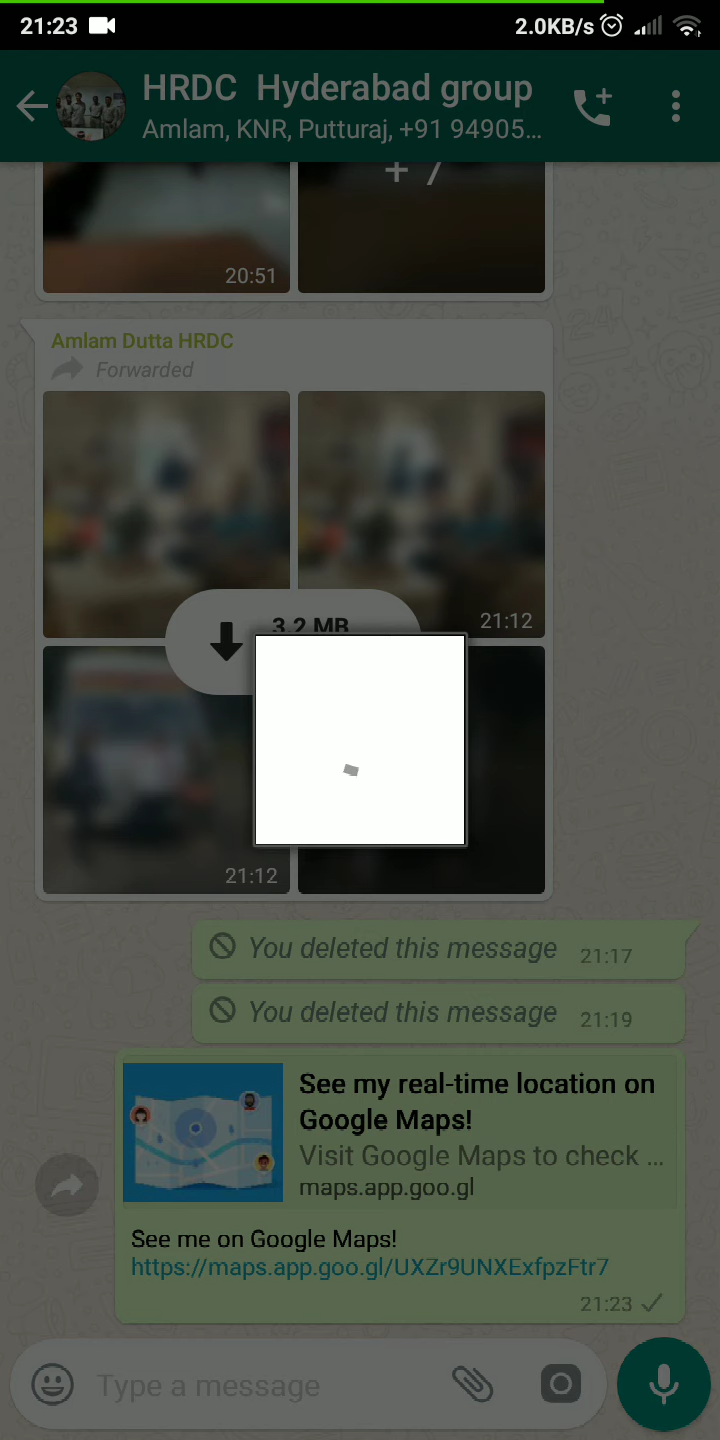 21:23
2.0KB/s
HRDC Hyderabad group
Amlam, KNR, Putturaj, +91 94905...
+ 7
20:51
Amlam Dutta HRDC
Forwarded
3.2 MB
21:12
21:12
You deleted this message 21:17
You deleted this message 21:19
See my real-time location on
Google Maps!
Visit Google Maps to check ...
maps.app.goo.gl
See me on Google Maps!
https://maps.app.goo.gl/UXZr9UNXExfpzFtr7
21:23
Type a message